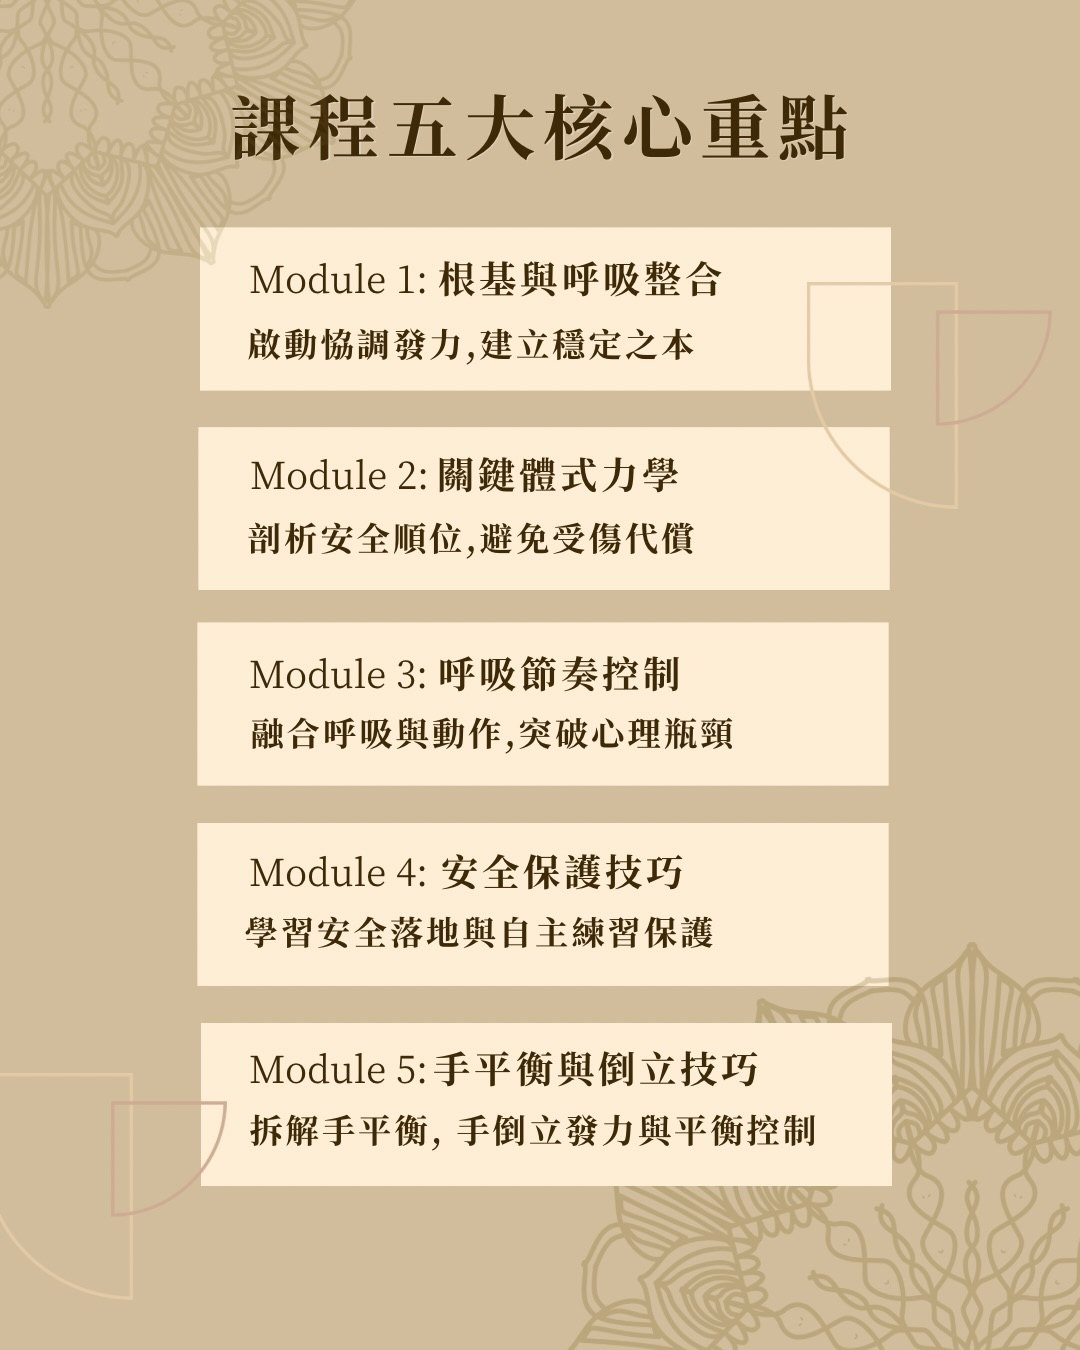 課程五大核心重點
Module 1: 根基與呼吸整合
啟動協調發力,建立穩定之本
Module 2: 關鍵體式力學
剖析安全順位,避免受傷代償
Module 3: 呼吸節奏控制
融合呼吸與動作,突破心理瓶頸
Module 4: 安全保護技巧
學習安全落地與自主練習保護
Module 5: 手平衡與倒立技巧
拆解手平衡, 手倒立發力與平衡控制